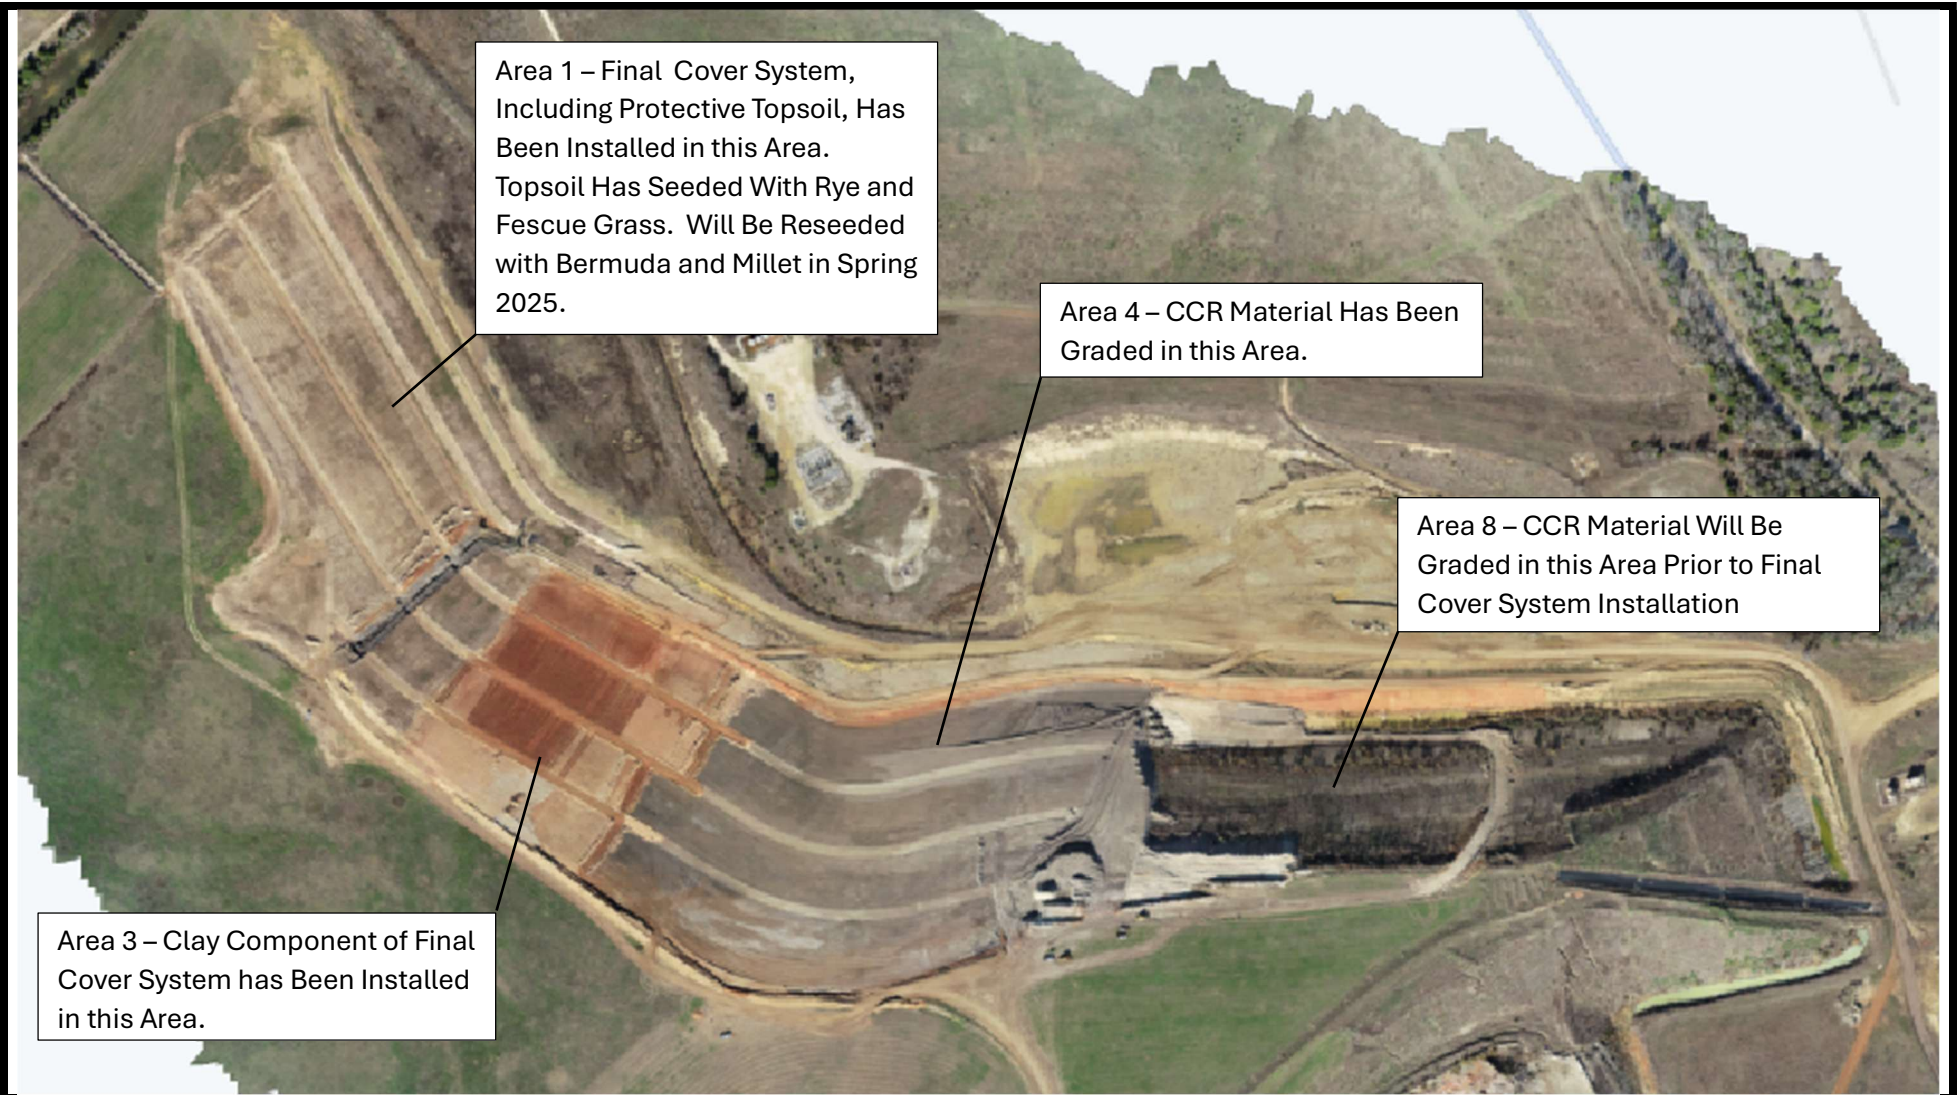 Area 1 – Final  Cover System,
Including Protective Topsoil, Has
Been Installed in this Area.
Topsoil Has Seeded With Rye and
Fescue Grass.  Will Be Reseeded
with Bermuda and Millet in Spring
2025.
Area 4 – CCR Material Has Been
Graded in this Area.
Area 8 – CCR Material Will Be
Graded in this Area Prior to Final
Cover System Installation
Area 3 – Clay Component of Final
Cover System has Been Installed
in this Area.